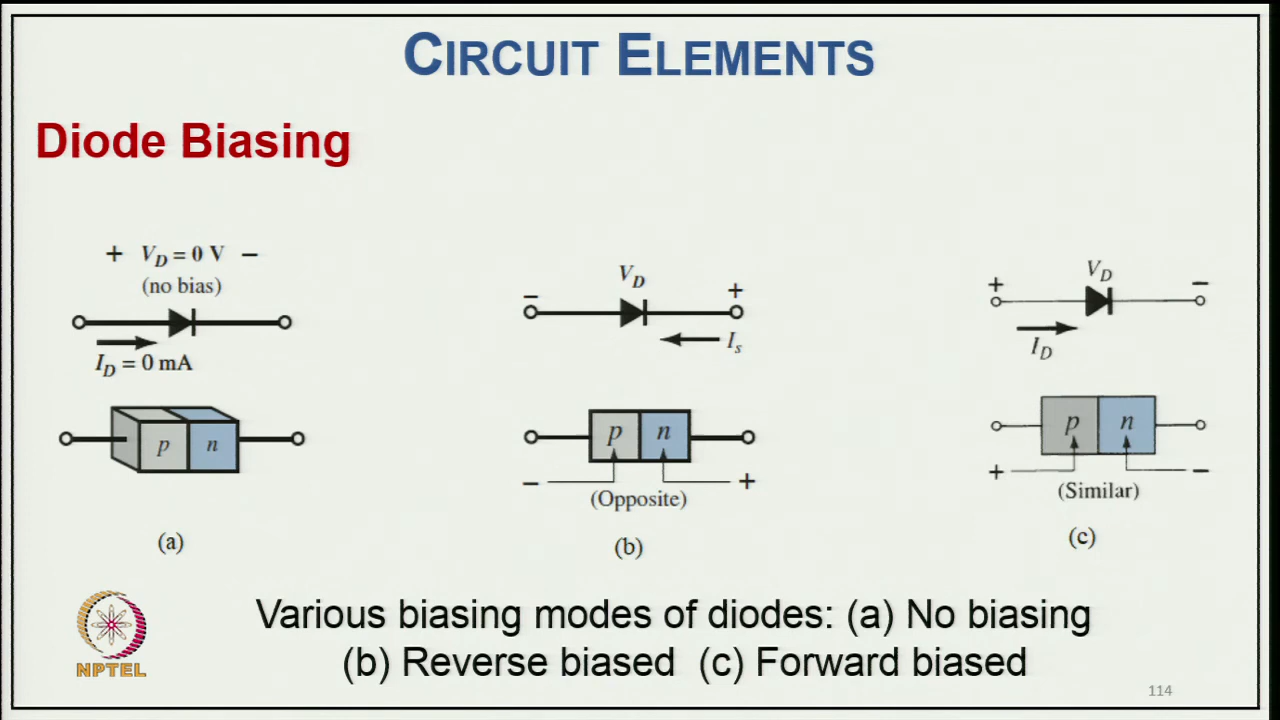 CIRCUIT ELEMENTS
Diode Biasing
+ V_D = 0 V −
(no bias)
I_D = 0 mA
p n
(a)
V_D
− +
I_s
p n
− +
(Opposite)
(b)
V_D
+ −
I_D
p n
+ −
(Similar)
(c)
Various biasing modes of diodes: (a) No biasing
(b) Reverse biased (c) Forward biased
NPTEL
114